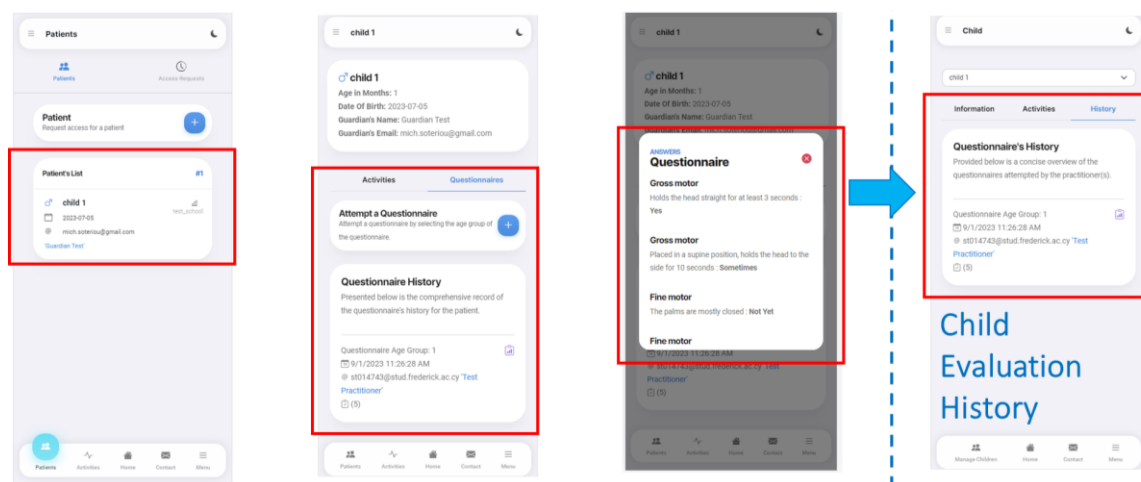 Patients
Patients
Access Requests
Patient
Request access for a patient
Patient's List
#1
child 1
test_school
2023-07-05
mich.soteriou@gmail.com
'Guardian Test'
Patients
Activities
Home
Contact
Menu
child 1
child 1
Age in Months: 1
Date Of Birth: 2023-07-05
Guardian's Name: Guardian Test
Guardian's Email: mich.soteriou@gmail.com
Activities
Questionnaires
Attempt a Questionnaire
Attempt a questionnaire by selecting the age group of
the questionnaire.
Questionnaire History
Presented below is the comprehensive record of
the questionnaire's history for the patient.
Questionnaire Age Group: 1
9/1/2023 11:26:28 AM
st014743@stud.frederick.ac.cy 'Test
Practitioner'
(5)
Patients
Activities
Home
Contact
Menu
child 1
child 1
Age in Months: 1
Date Of Birth: 2023-07-05
Guardian's Name: Guardian Test
Guardian's Email: mich.soteriou@gmail.com
ANSWERS
Questionnaire
Gross motor
Holds the head straight for at least 3 seconds :
Yes
Gross motor
Placed in a supine position, holds the head to the
side for 10 seconds : Sometimes
Fine motor
The palms are mostly closed : Not Yet
Fine motor
9/1/2023 11:26:28 AM
st014743@stud.frederick.ac.cy 'Test
Practitioner'
(5)
Patients
Activities
Home
Contact
Menu
Child
child 1
Information
Activities
History
Questionnaire's History
Provided below is a concise overview of the
questionnaires attempted by the practitioner(s).
Questionnaire Age Group: 1
9/1/2023 11:26:28 AM
st014743@stud.frederick.ac.cy 'Test
Practitioner'
(5)
Child
Evaluation
History
Manage Children
Home
Contact
Menu